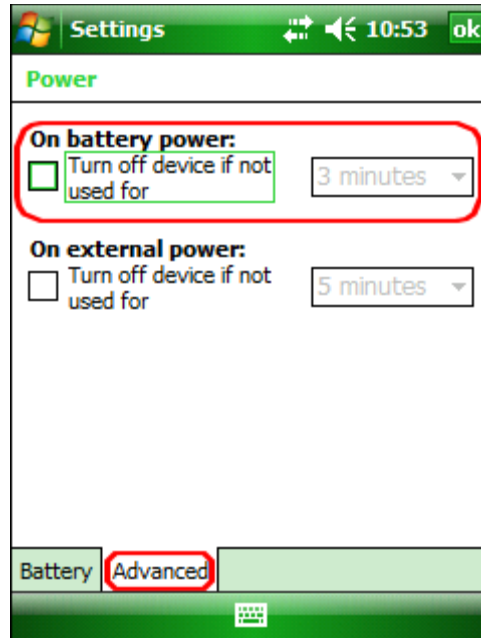 Settings 10:53 ok
Power
On battery power:
Turn off device if not
used for
3 minutes
On external power:
Turn off device if not
used for
5 minutes
Battery Advanced